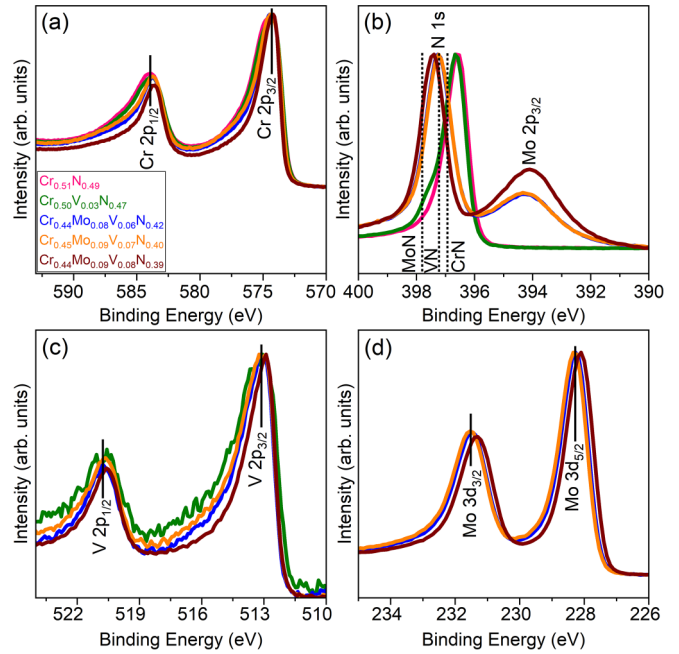 (a)
Intensity (arb. units)
Cr 2p1/2
Cr 2p3/2
Cr0.51N0.49
Cr0.50V0.03N0.47
Cr0.44Mo0.08V0.06N0.42
Cr0.45Mo0.09V0.07N0.40
Cr0.44Mo0.09V0.08N0.39
590 585 580 575 570
Binding Energy (eV)
(b)
Intensity (arb. units)
N 1s
Mo 2p3/2
MoN
VN
CrN
400 398 396 394 392 390
Binding Energy (eV)
(c)
Intensity (arb. units)
V 2p1/2
V 2p3/2
522 519 516 513 510
Binding Energy (eV)
(d)
Intensity (arb. units)
Mo 3d3/2
Mo 3d5/2
234 232 230 228 226
Binding Energy (eV)